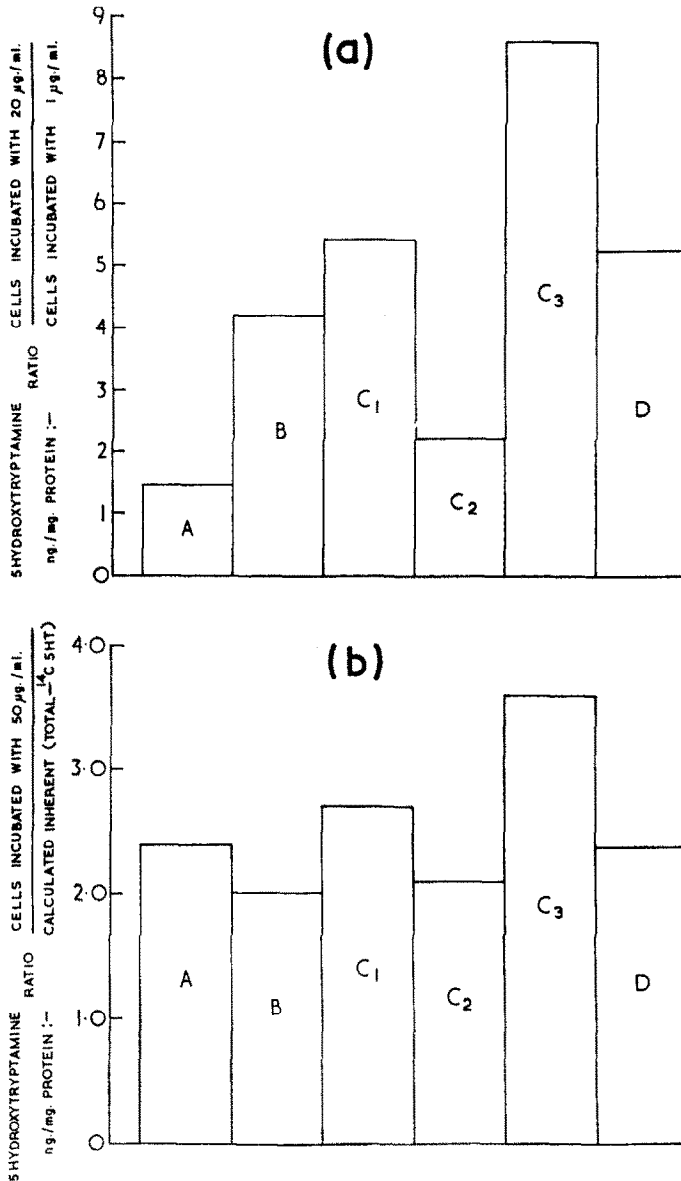 (a)
5HYDROXYTRYPTAMINE
ng./mg. PROTEIN :—
RATIO
CELLS INCUBATED WITH 20 µg./ml.
CELLS INCUBATED WITH 1 µg./ml.
9
8
7
6
5
4
3
2
1
0
A
B
C1
C2
C3
D
(b)
5HYDROXYTRYPTAMINE
ng./mg. PROTEIN :—
RATIO
CELLS INCUBATED WITH 50 µg./ml.
CALCULATED INHERENT (TOTAL—14C 5HT)
4·0
3·0
2·0
1·0
0
A
B
C1
C2
C3
D